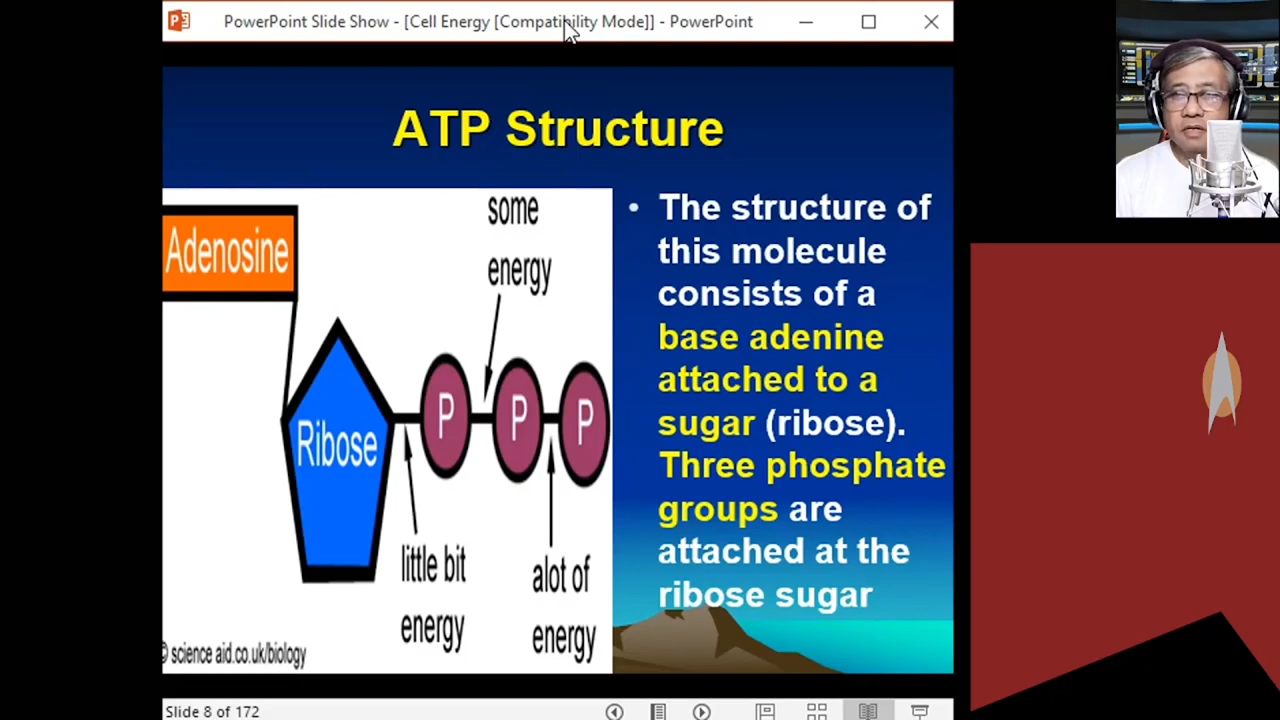 PowerPoint Slide Show - [Cell Energy [Compatibility Mode]] - PowerPoint
ATP Structure
Adenosine
some
energy
Ribose
P
P
P
little bit
energy
alot of
energy
© science aid.co.uk/biology
• The structure of
this molecule
consists of a
base adenine
attached to a
sugar (ribose).
Three phosphate
groups are
attached at the
ribose sugar
Slide 8 of 172